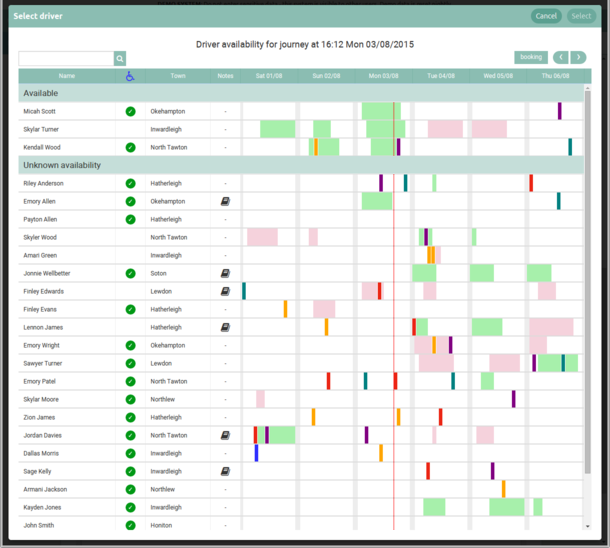 Select driver
Cancel
Select
Driver availability for journey at 16:12 Mon 03/08/2015
booking
Name Town Notes Sat 01/08 Sun 02/08 Mon 03/08 Tue 04/08 Wed 05/08 Thu 06/08
Available
Micah Scott Okehampton -
Skylar Turner Inwardleigh -
Kendall Wood North Tawton -
Unknown availability
Riley Anderson Hatherleigh -
Emory Allen Okehampton
Payton Allen Hatherleigh -
Skyler Wood North Tawton -
Amari Green Inwardleigh -
Jonnie Wellbetter Soton
Finley Edwards Lewdon
Finley Evans Hatherleigh -
Lennon James Hatherleigh
Emory Wright Okehampton -
Sawyer Turner Lewdon -
Emory Patel North Tawton -
Skylar Moore Northlew -
Zion James Hatherleigh -
Jordan Davies North Tawton
Dallas Morris Inwardleigh -
Sage Kelly Inwardleigh
Armani Jackson Northlew -
Kayden Jones Inwardleigh -
John Smith Honiton -